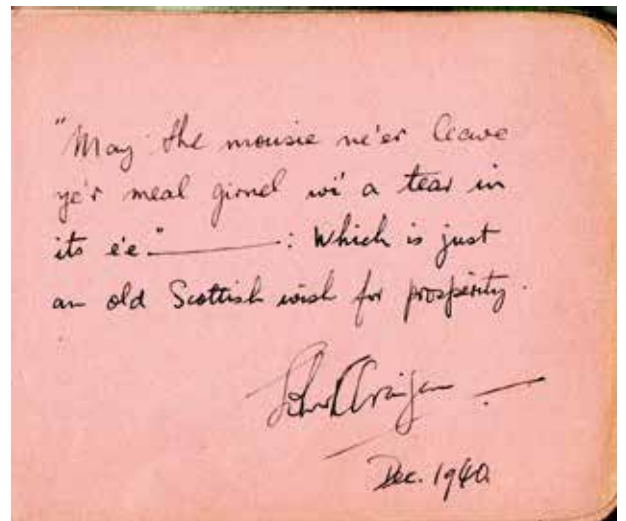 "May the mousie ne'er leave
ye'r meal girnel wi' a tear in
its e'e" ———— : Which is just
an old Scottish wish for prosperity.
Dec. 1940.